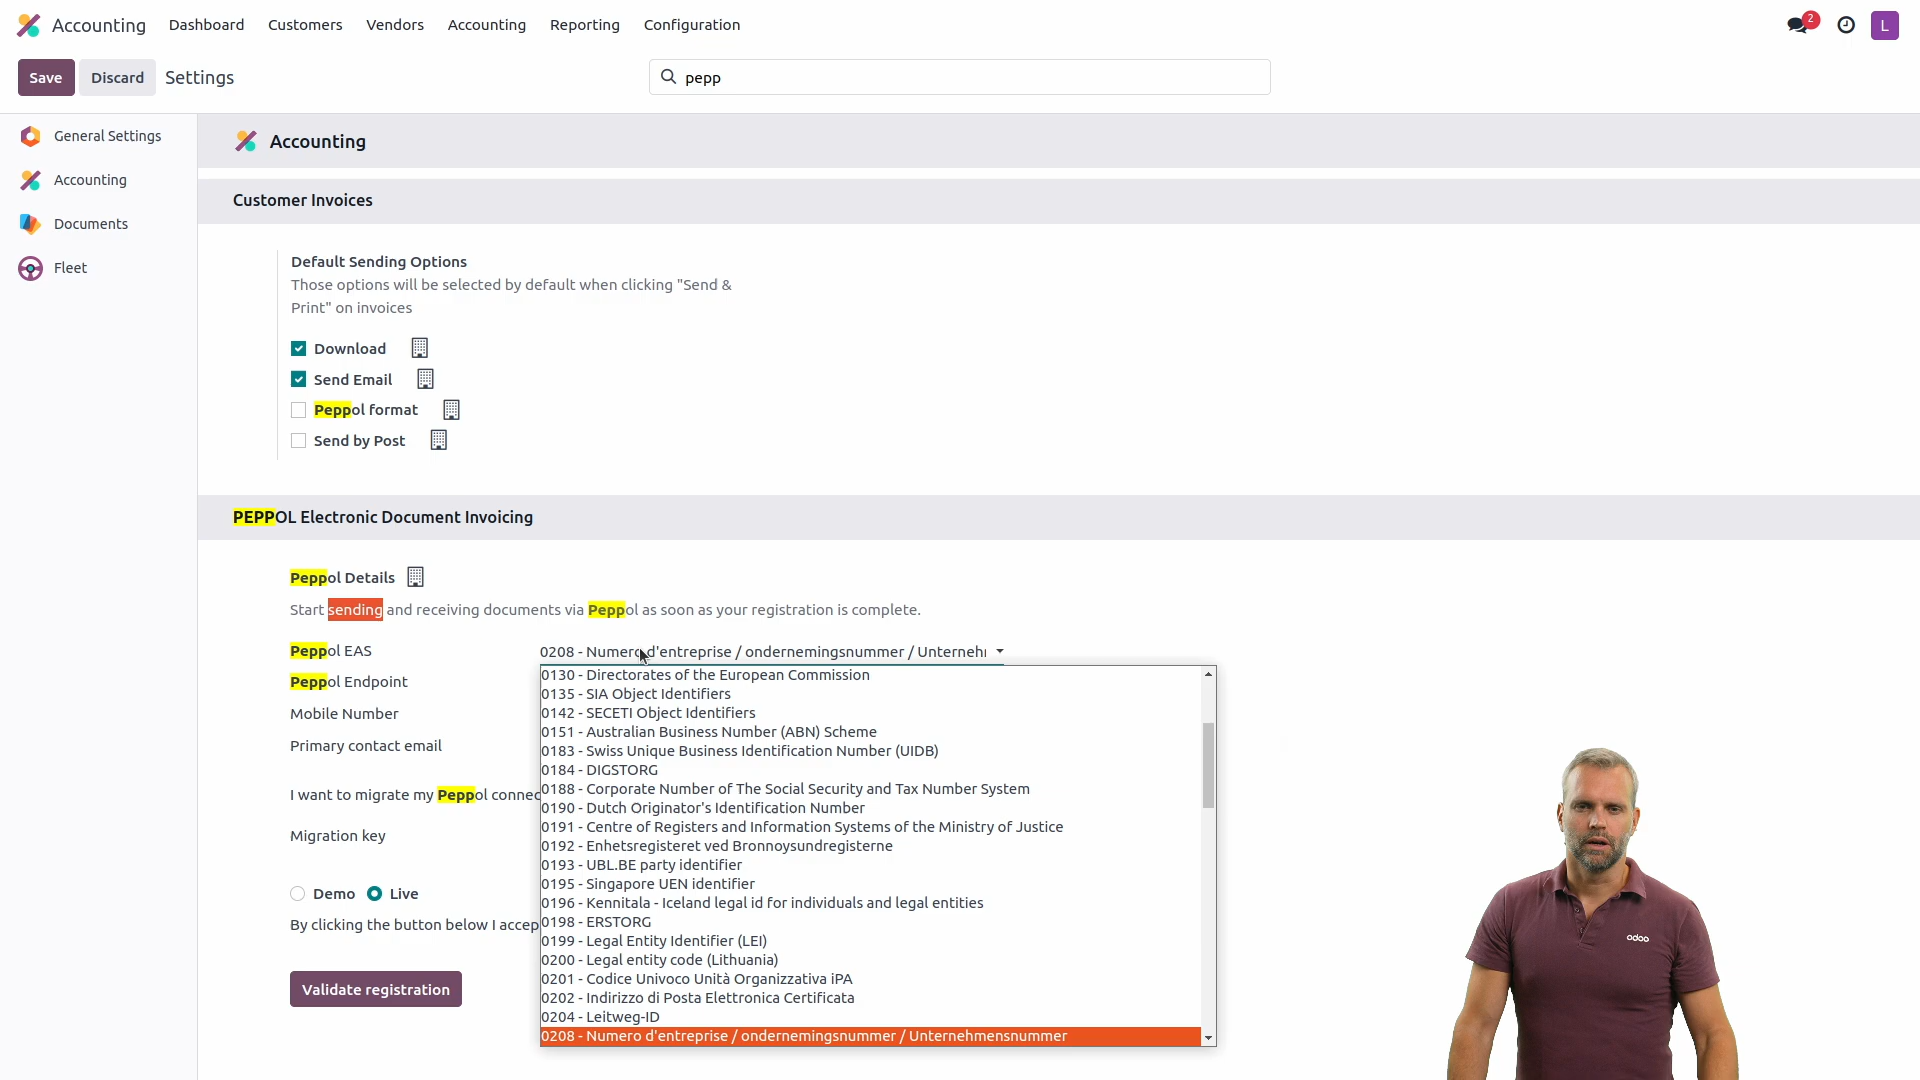 Accounting Dashboard Customers Vendors Accounting Reporting Configuration 2 L
Save Discard Settings pepp
General Settings
Accounting
Documents
Fleet
Accounting
Customer Invoices
Default Sending Options
Those options will be selected by default when clicking "Send &
Print" on invoices
Download
Send Email
Peppol format
Send by Post
PEPPOL Electronic Document Invoicing
Peppol Details
Start sending and receiving documents via Peppol as soon as your registration is complete.
Peppol EAS 0208 - Numero d'entreprise / ondernemingsnummer / Unterneh
Peppol Endpoint
Mobile Number
Primary contact email
I want to migrate my Peppol connec
Migration key
Demo Live
By clicking the button below I accep
Validate registration
0130 - Directorates of the European Commission
0135 - SIA Object Identifiers
0142 - SECETI Object Identifiers
0151 - Australian Business Number (ABN) Scheme
0183 - Swiss Unique Business Identification Number (UIDB)
0184 - DIGSTORG
0188 - Corporate Number of The Social Security and Tax Number System
0190 - Dutch Originator's Identification Number
0191 - Centre of Registers and Information Systems of the Ministry of Justice
0192 - Enhetsregisteret ved Bronnoysundregisterne
0193 - UBL.BE party identifier
0195 - Singapore UEN identifier
0196 - Kennitala - Iceland legal id for individuals and legal entities
0198 - ERSTORG
0199 - Legal Entity Identifier (LEI)
0200 - Legal entity code (Lithuania)
0201 - Codice Univoco Unità Organizzativa iPA
0202 - Indirizzo di Posta Elettronica Certificata
0204 - Leitweg-ID
0208 - Numero d'entreprise / ondernemingsnummer / Unternehmensnummer
odoo